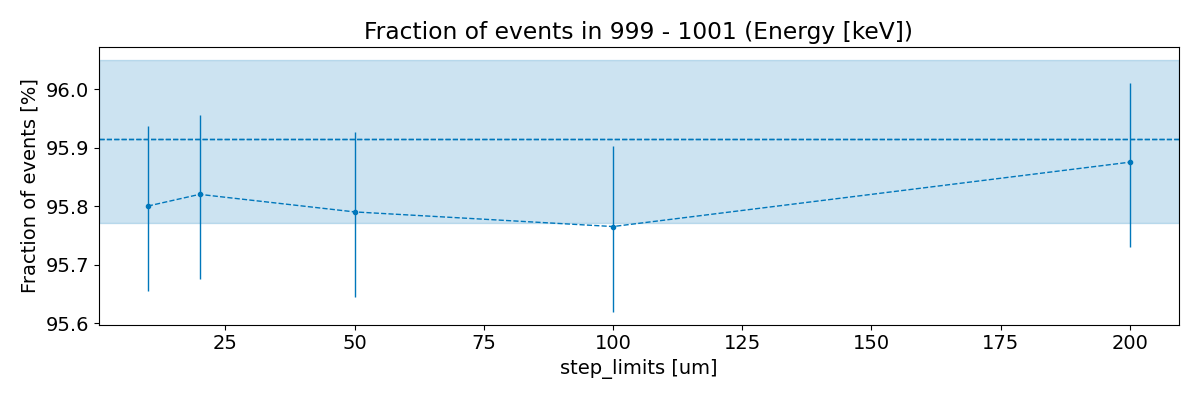 Fraction of events in 999 - 1001 (Energy [keV])
Fraction of events [%]
96.0
95.9
95.8
95.7
95.6
25 50 75 100 125 150 175 200
step_limits [um]